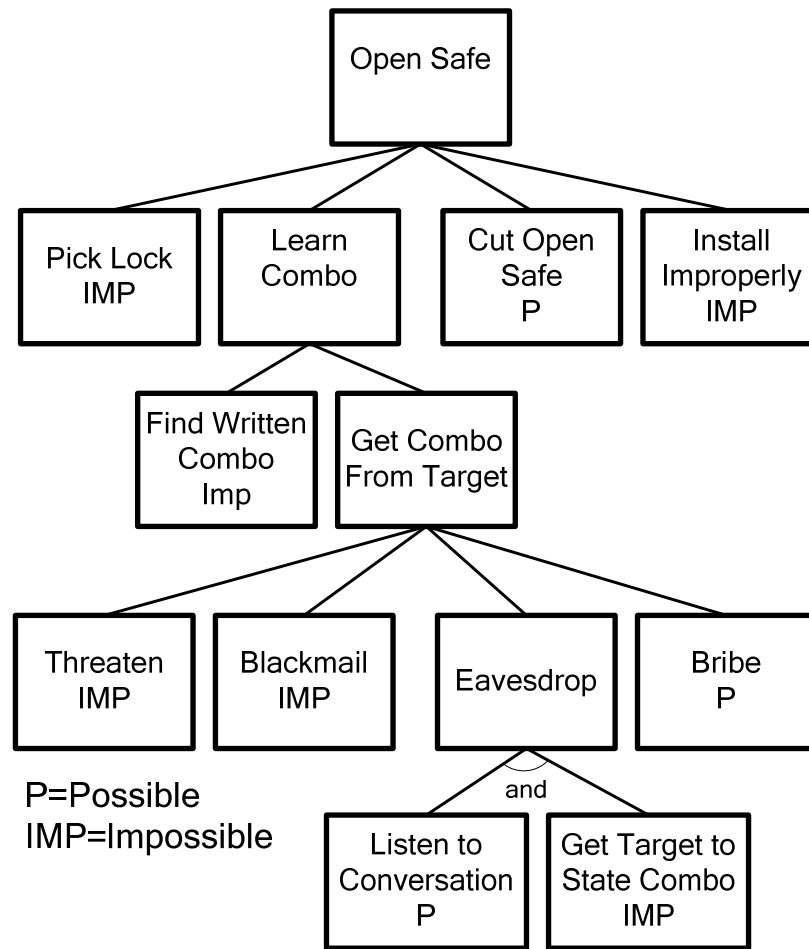 Open Safe
Pick Lock
IMP
Learn
Combo
Cut Open
Safe
P
Install
Improperly
IMP
Find Written
Combo
Imp
Get Combo
From Target
Threaten
IMP
Blackmail
IMP
Eavesdrop
Bribe
P
P=Possible
IMP=Impossible
and
Listen to
Conversation
P
Get Target to
State Combo
IMP